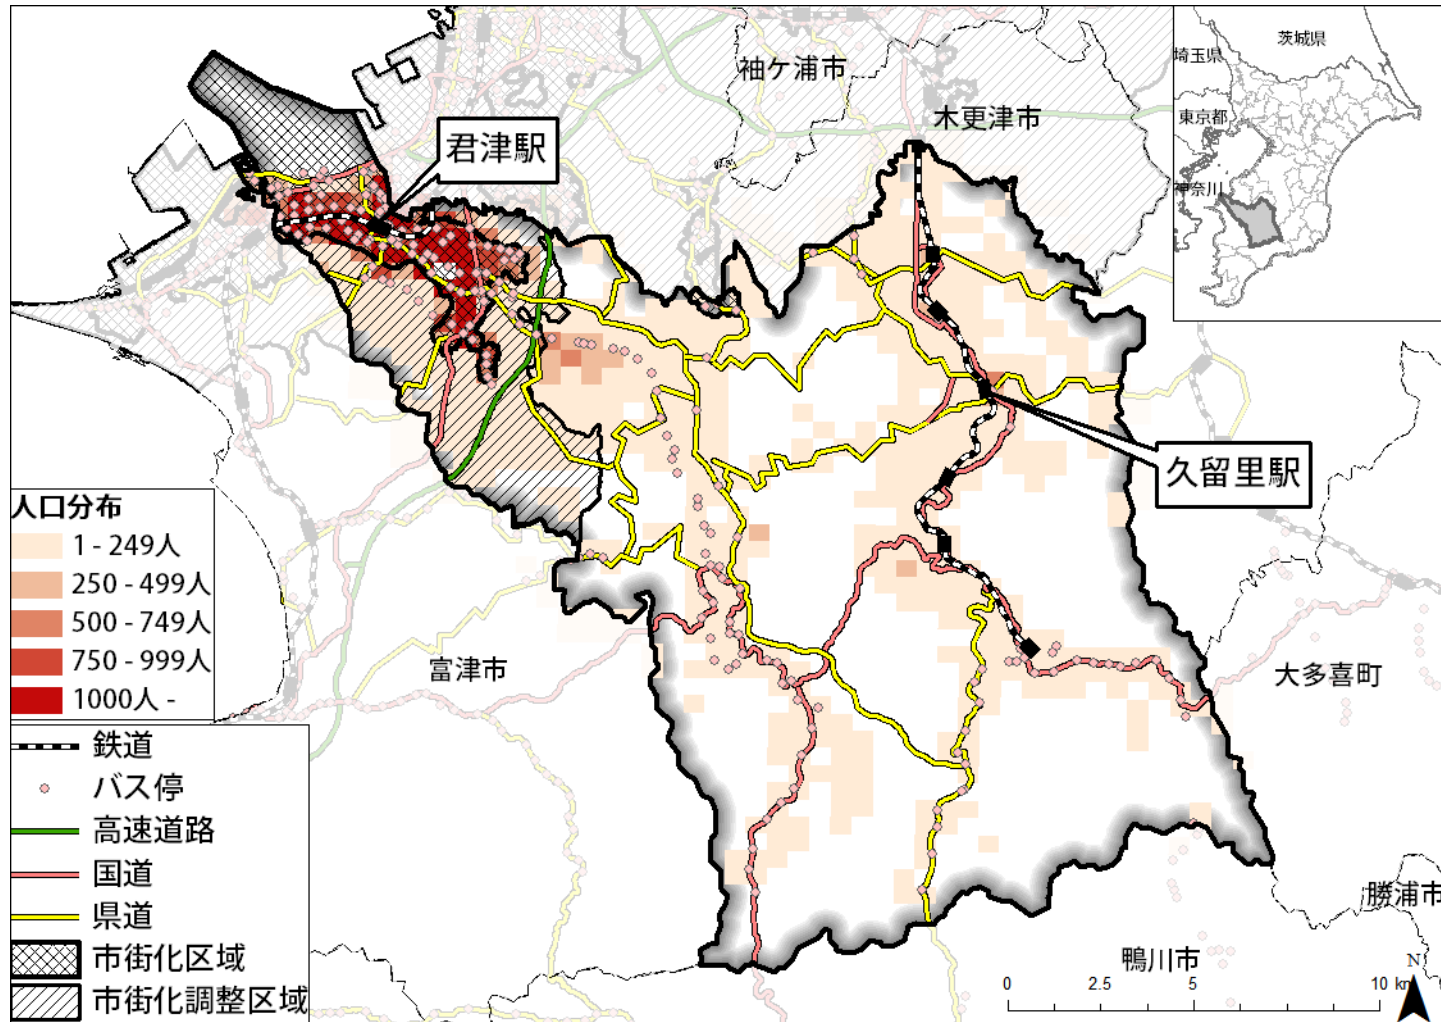 茨城県
埼玉県
東京都
神奈川
袖ケ浦市
木更津市
君津駅
久留里駅
富津市
大多喜町
勝浦市
鴨川市
人口分布
1 - 249人
250 - 499人
500 - 749人
750 - 999人
1000人 -
鉄道
バス停
高速道路
国道
県道
市街化区域
市街化調整区域
N
0 2.5 5 10 km